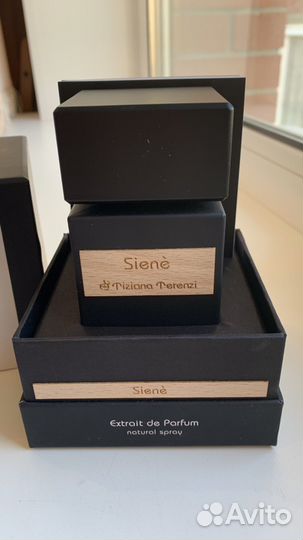 Sienè
Tiziana Terenzi
Sienè
Extrait de Parfum
natural spray
Avito